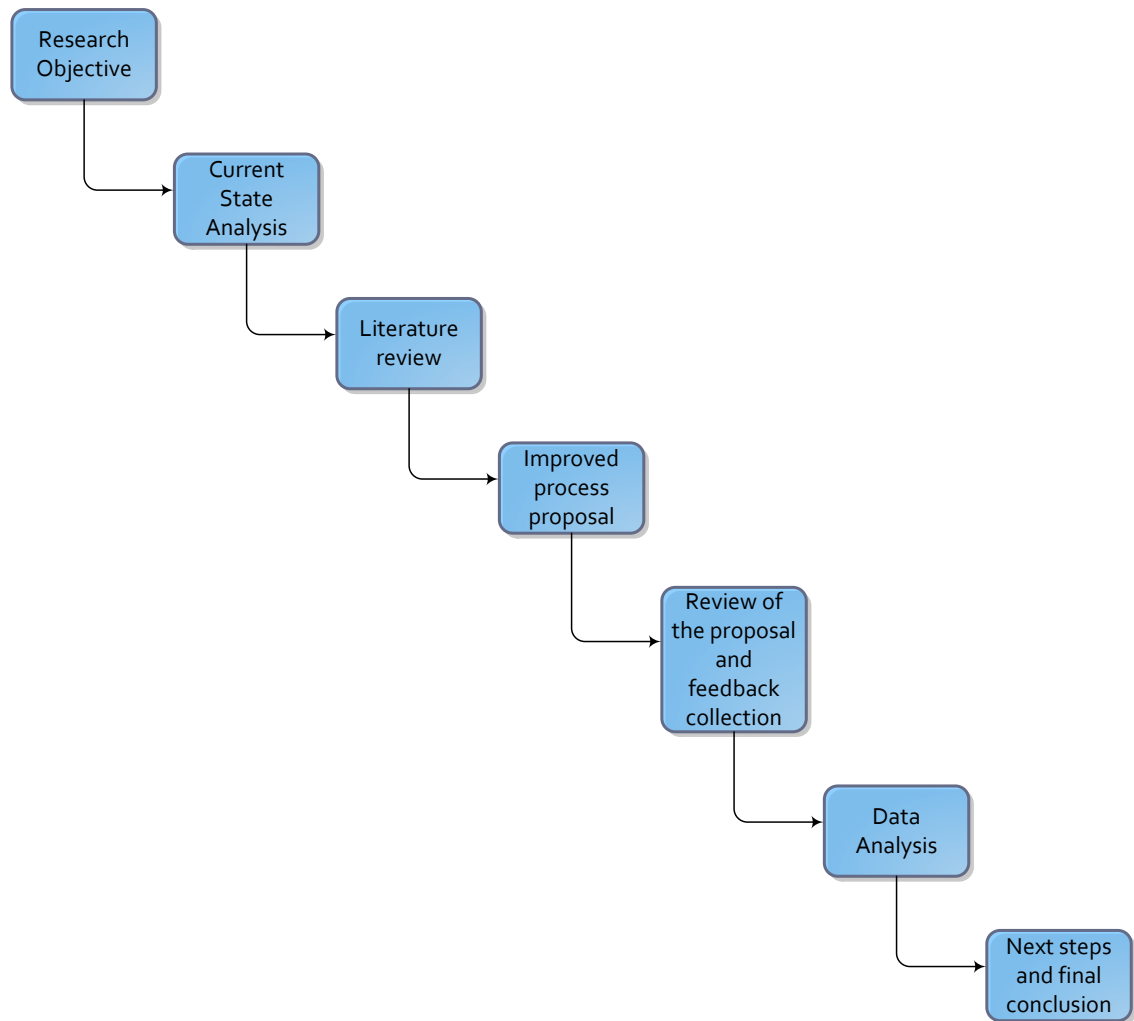 Research
Objective
Current
State
Analysis
Literature
review
Improved
process
proposal
Review of
the proposal
and
feedback
collection
Data
Analysis
Next steps
and final
conclusion